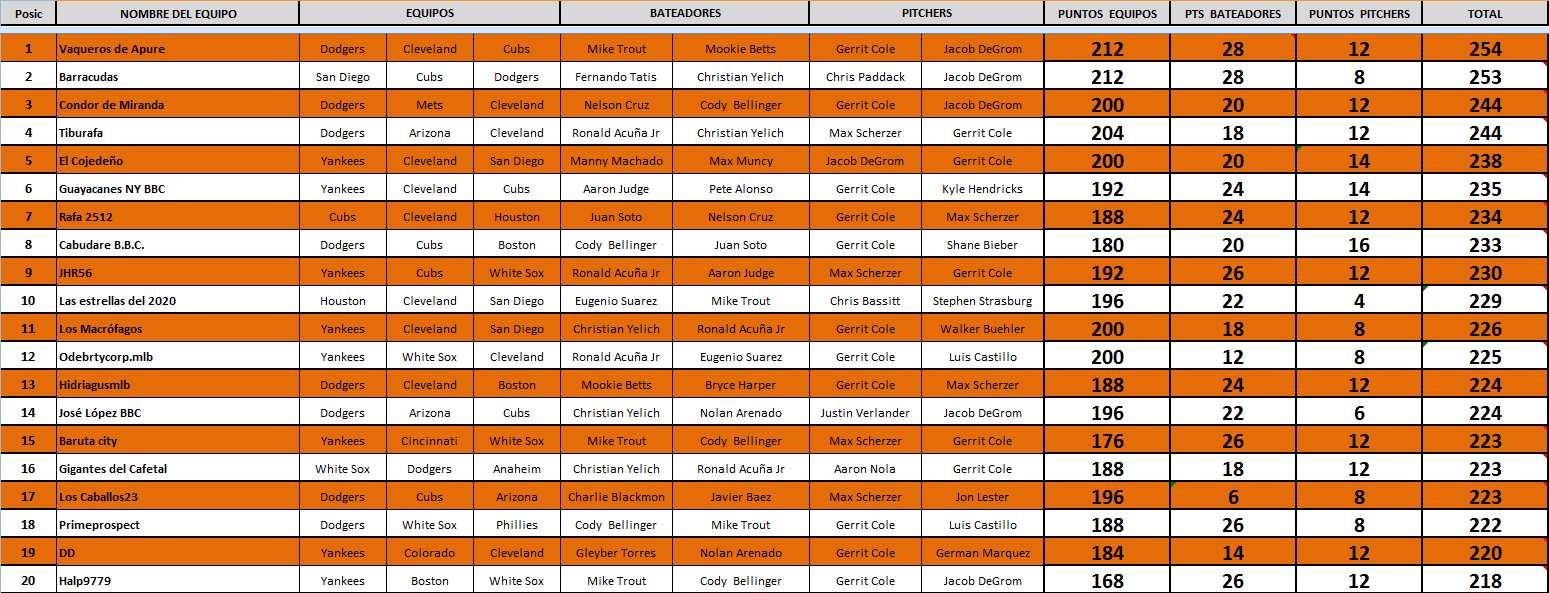 Posic NOMBRE DEL EQUIPO EQUIPOS BATEADORES PITCHERS PUNTOS EQUIPOS PTS BATEADORES PUNTOS PITCHERS TOTAL
1 Vaqueros de Apure Dodgers Cleveland Cubs Mike Trout Mookie Betts Gerrit Cole Jacob DeGrom 212 28 12 254
2 Barracudas San Diego Cubs Dodgers Fernando Tatis Christian Yelich Chris Paddack Jacob DeGrom 212 28 8 253
3 Condor de Miranda Dodgers Mets Cleveland Nelson Cruz Cody Bellinger Gerrit Cole Jacob DeGrom 200 20 12 244
4 Tiburafa Dodgers Arizona Cleveland Ronald Acuña Jr Christian Yelich Max Scherzer Gerrit Cole 204 18 12 244
5 El Cojedeño Yankees Cleveland San Diego Manny Machado Max Muncy Jacob DeGrom Gerrit Cole 200 20 14 238
6 Guayacanes NY BBC Yankees Cleveland Cubs Aaron Judge Pete Alonso Gerrit Cole Kyle Hendricks 192 24 14 235
7 Rafa 2512 Cubs Cleveland Houston Juan Soto Nelson Cruz Gerrit Cole Max Scherzer 188 24 12 234
8 Cabudare B.B.C. Dodgers Cubs Boston Cody Bellinger Juan Soto Gerrit Cole Shane Bieber 180 20 16 233
9 JHR56 Yankees Cubs White Sox Ronald Acuña Jr Aaron Judge Max Scherzer Gerrit Cole 192 26 12 230
10 Las estrellas del 2020 Houston Cleveland San Diego Eugenio Suarez Mike Trout Chris Bassitt Stephen Strasburg 196 22 4 229
11 Los Macrófagos Yankees Cleveland San Diego Christian Yelich Ronald Acuña Jr Gerrit Cole Walker Buehler 200 18 8 226
12 Odebrtycorp.mlb Yankees White Sox Cleveland Ronald Acuña Jr Eugenio Suarez Gerrit Cole Luis Castillo 200 12 8 225
13 Hidriagusmlb Dodgers Cleveland Boston Mookie Betts Bryce Harper Gerrit Cole Max Scherzer 188 24 12 224
14 José López BBC Dodgers Arizona Cubs Christian Yelich Nolan Arenado Justin Verlander Jacob DeGrom 196 22 6 224
15 Baruta city Yankees Cincinnati White Sox Mike Trout Cody Bellinger Max Scherzer Gerrit Cole 176 26 12 223
16 Gigantes del Cafetal White Sox Dodgers Anaheim Christian Yelich Ronald Acuña Jr Aaron Nola Gerrit Cole 188 18 12 223
17 Los Caballos23 Dodgers Cubs Arizona Charlie Blackmon Javier Baez Max Scherzer Jon Lester 196 6 8 223
18 Primeprospect Dodgers White Sox Phillies Cody Bellinger Mike Trout Gerrit Cole Luis Castillo 188 26 8 222
19 DD Yankees Colorado Cleveland Gleyber Torres Nolan Arenado Gerrit Cole German Marquez 184 14 12 220
20 Halp9779 Yankees Boston White Sox Mike Trout Cody Bellinger Gerrit Cole Jacob DeGrom 168 26 12 218